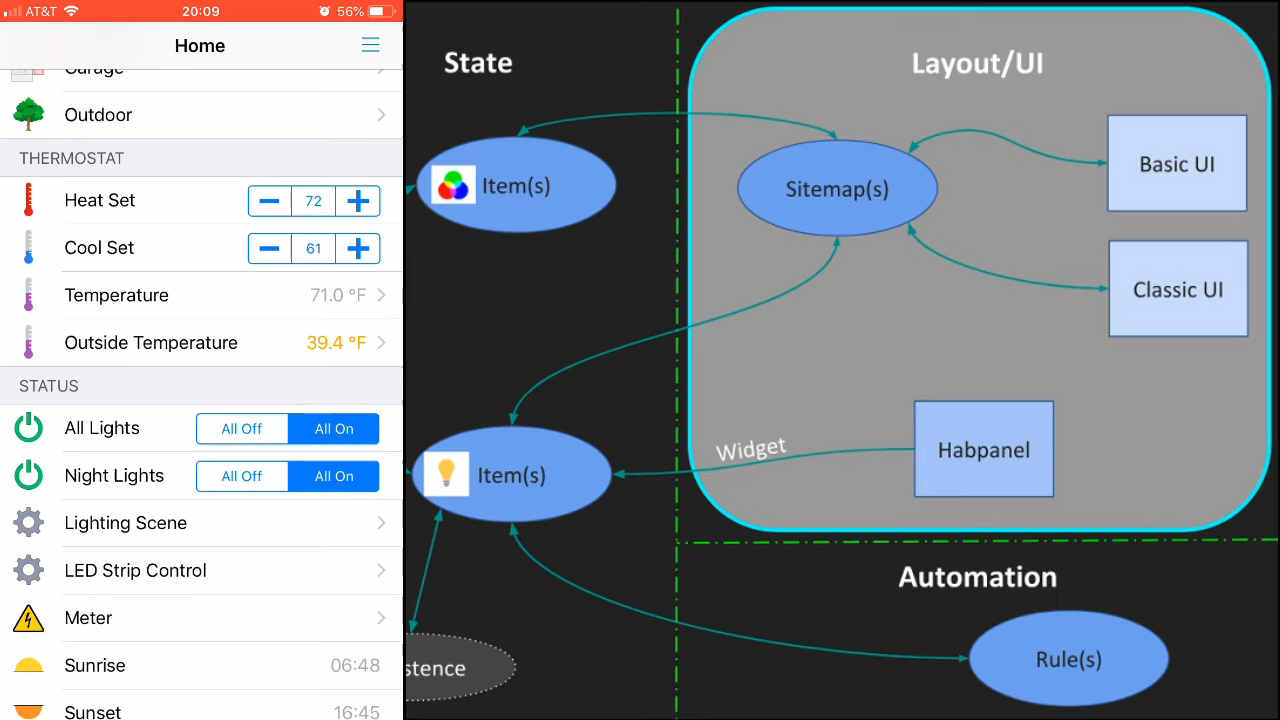 AT&T 20:09 56%
Home
Garage
Outdoor
THERMOSTAT
Heat Set 72
Cool Set 61
Temperature 71.0 °F
Outside Temperature 39.4 °F
STATUS
All Lights All Off All On
Night Lights All Off All On
Lighting Scene
LED Strip Control
Meter
Sunrise 06:48
Sunset 16:45
State
Item(s)
Item(s)
stence
Layout/UI
Sitemap(s)
Basic UI
Classic UI
Widget
Habpanel
Automation
Rule(s)